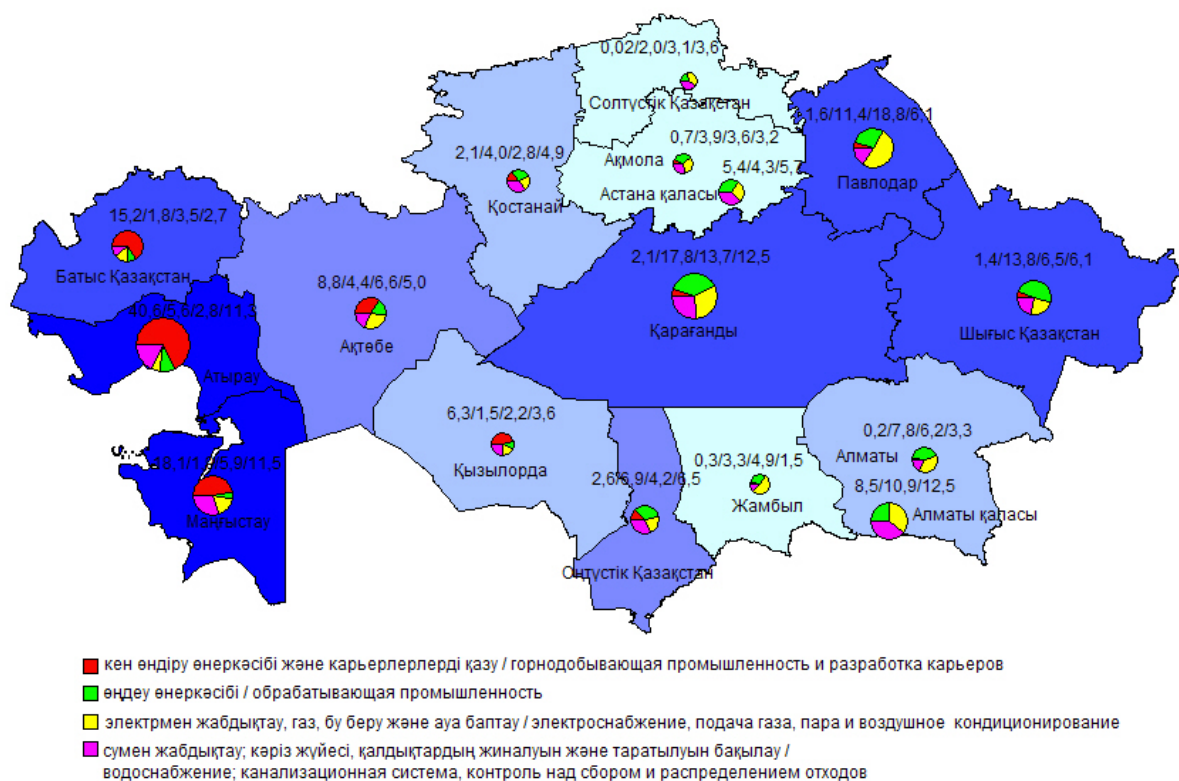 0,02/2,0/3,1/3,6
Солтүстік Қазақстан
0,7/3,9/3,6/3,2
Ақмола
5,4/4,3/5,7
Астана қаласы
1,6/11,4/18,8/6,1
Павлодар
2,1/4,0/2,8/4,9
Қостанай
15,2/1,8/3,5/2,7
Батыс Қазақстан
8,8/4,4/6,6/5,0
Ақтөбе
2,1/17,8/13,7/12,5
Қарағанды
1,4/13,8/6,5/6,1
Шығыс Қазақстан
40,6/5,6/2,8/11,3
Атырау
6,3/1,5/2,2/3,6
Қызылорда
Маңғыстау
2,6/6,9/4,2/6,5
Оңтүстік Қазақстан
0,3/3,3/4,9/1,5
Жамбыл
0,2/7,8/6,2/3,3
Алматы
8,5/10,9/12,5
Алматы қаласы
кен өндіру өнеркәсібі және карьерлерлерді қазу / горнодобывающая промышленность и разработка карьеров
өңдеу өнеркәсібі / обрабатывающая промышленность
электрмен жабдықтау, газ, бу беру және ауа баптау / электроснабжение, подача газа, пара и воздушное кондиционирование
сумен жабдықтау; кәріз жүйесі, қалдықтардың жиналуын және таратылуын бақылау /
водоснабжение; канализационная система, контроль над сбором и распределением отходов